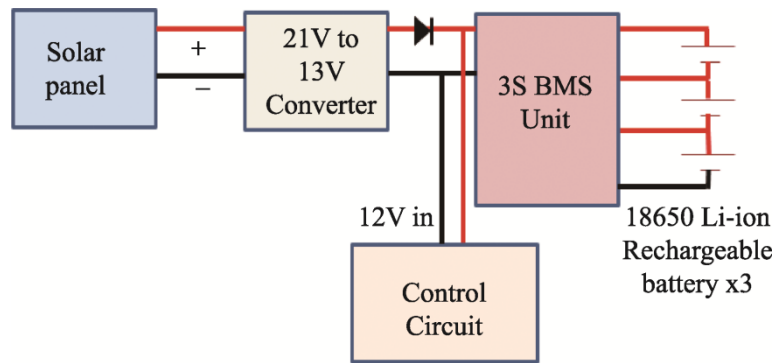 Solar
panel
+
−
21V to
13V
Converter
3S BMS
Unit
12V in
18650 Li-ion
Rechargeable
battery x3
Control
Circuit